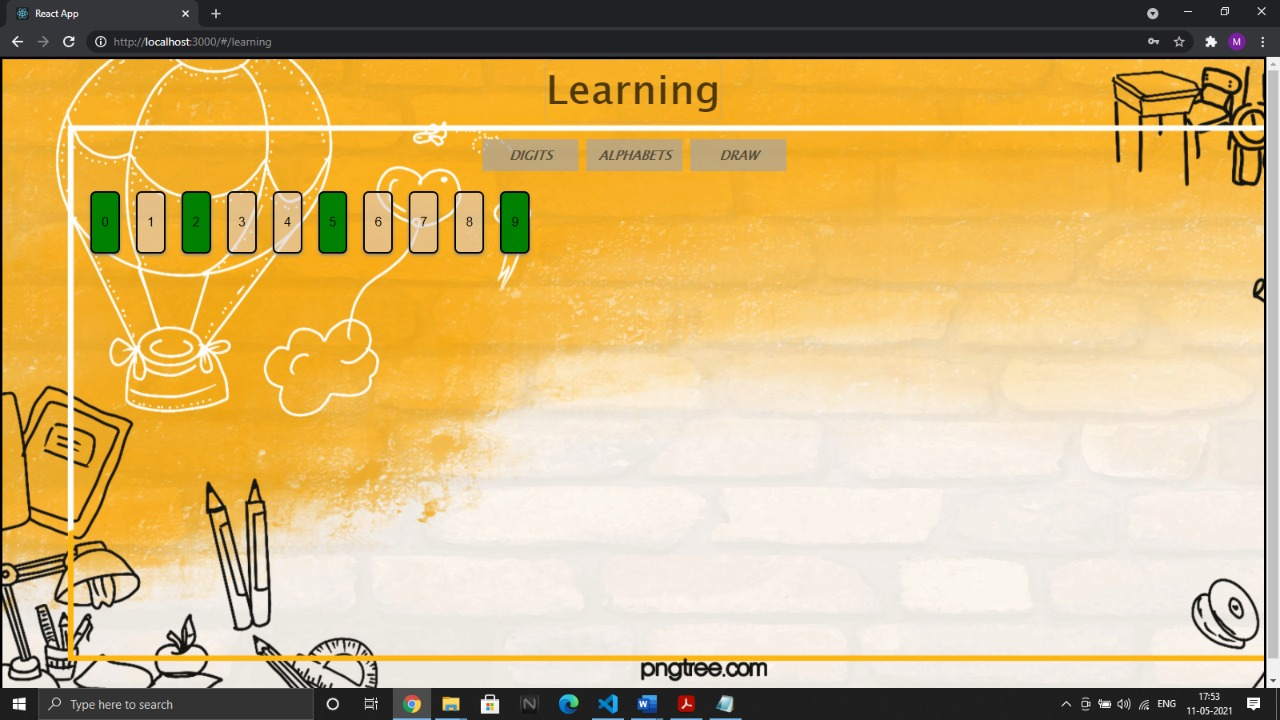 React App
http://localhost:3000/#/learning
M
Learning
DIGITS ALPHABETS DRAW
0 1 2 3 4 5 6 7 8 9
pngtree.com
Type here to search
N
W
ENG
17:53
11-05-2021